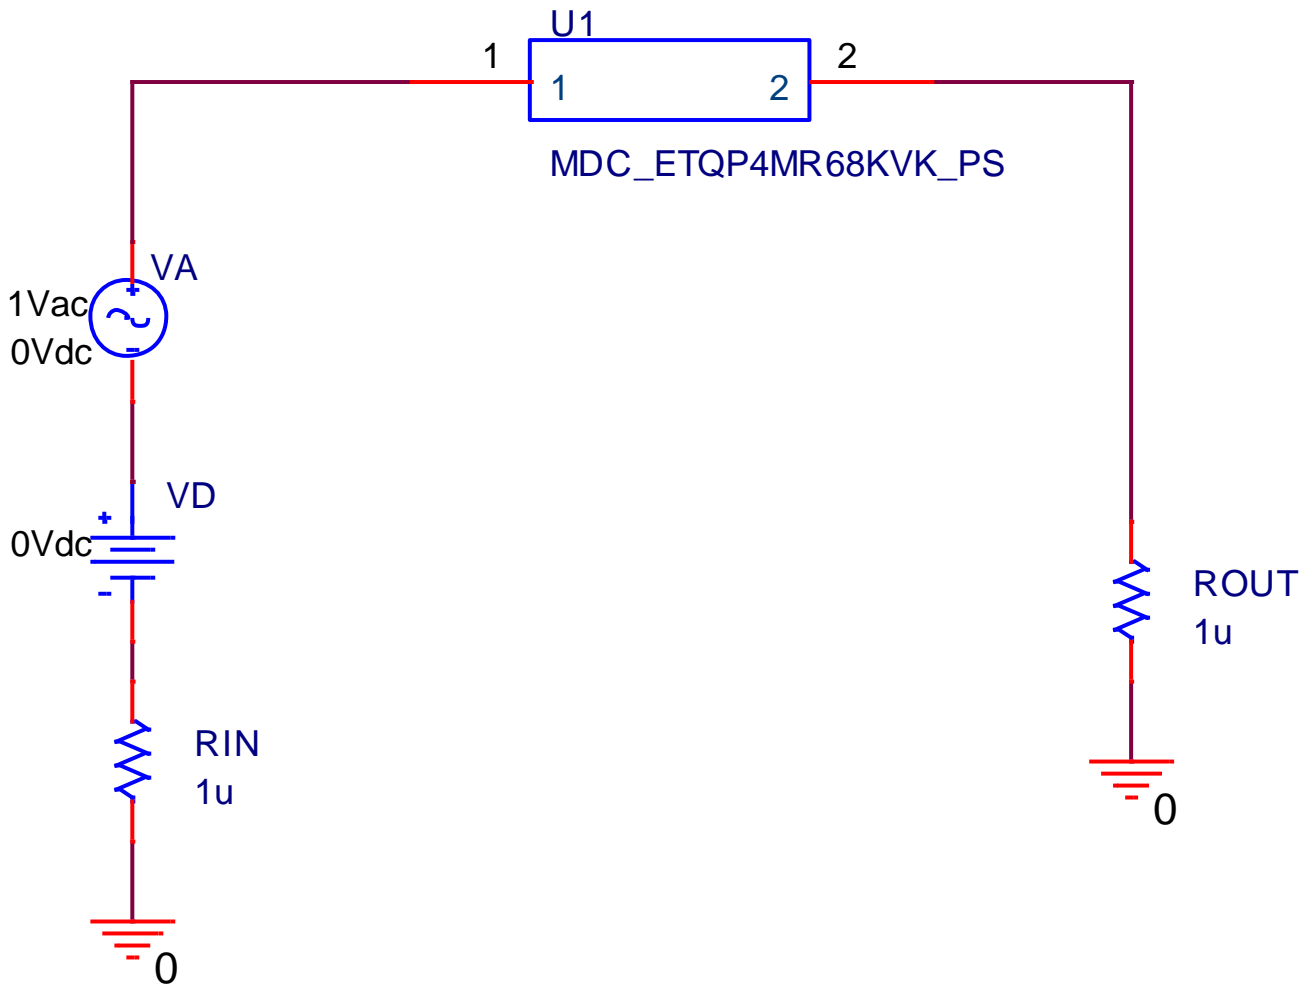 U1
1
2
1
2
MDC_ETQP4MR68KVK_PS
VA
1Vac
0Vdc
VD
0Vdc
ROUT
1u
RIN
1u
0
0